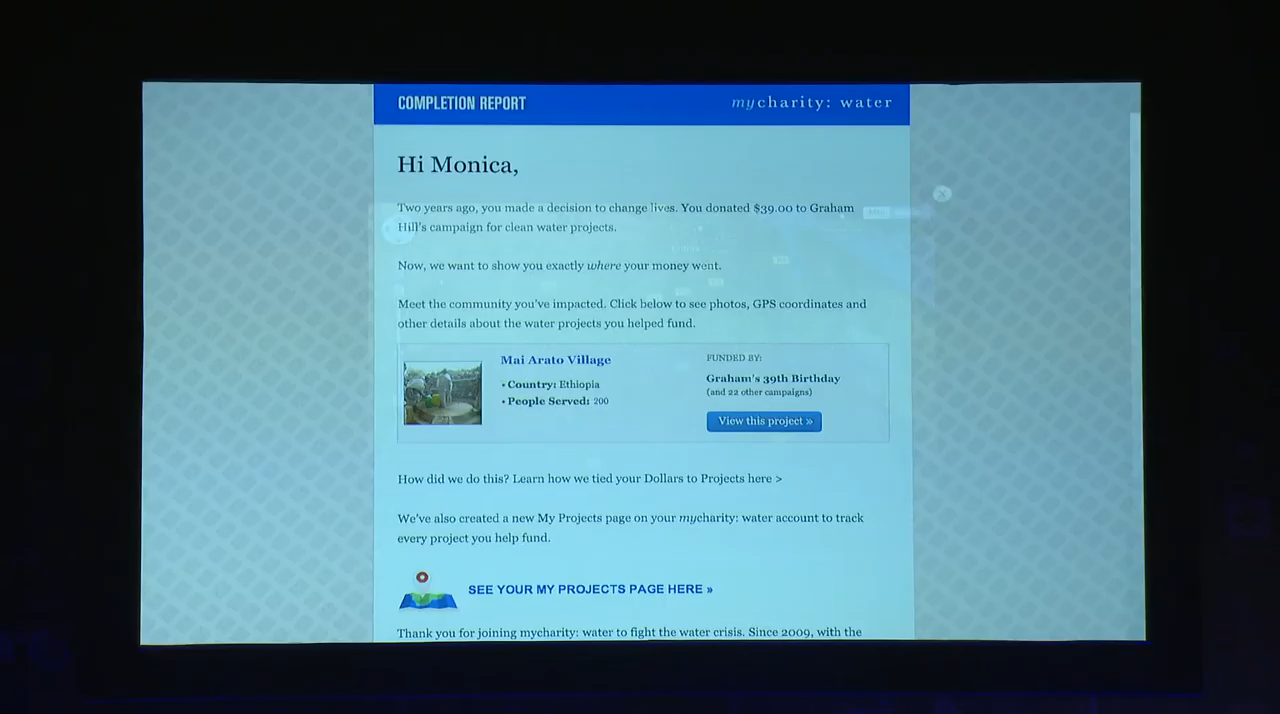 COMPLETION REPORT
mycharity: water
Hi Monica,
Two years ago, you made a decision to change lives. You donated $39.00 to Graham
Hill's campaign for clean water projects.
Now, we want to show you exactly where your money went.
Meet the community you've impacted. Click below to see photos, GPS coordinates and
other details about the water projects you helped fund.
Mai Arato Village
• Country: Ethiopia
• People Served: 200
FUNDED BY:
Graham's 39th Birthday
(and 22 other campaigns)
View this project »
How did we do this? Learn how we tied your Dollars to Projects here >
We've also created a new My Projects page on your mycharity: water account to track
every project you help fund.
SEE YOUR MY PROJECTS PAGE HERE »
Thank you for joining mycharity: water to fight the water crisis. Since 2009, with the